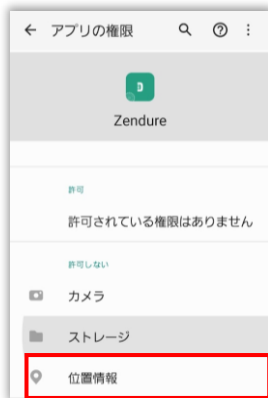 アプリの権限
Zendure
許可
許可されている権限はありません
許可しない
カメラ
ストレージ
位置情報